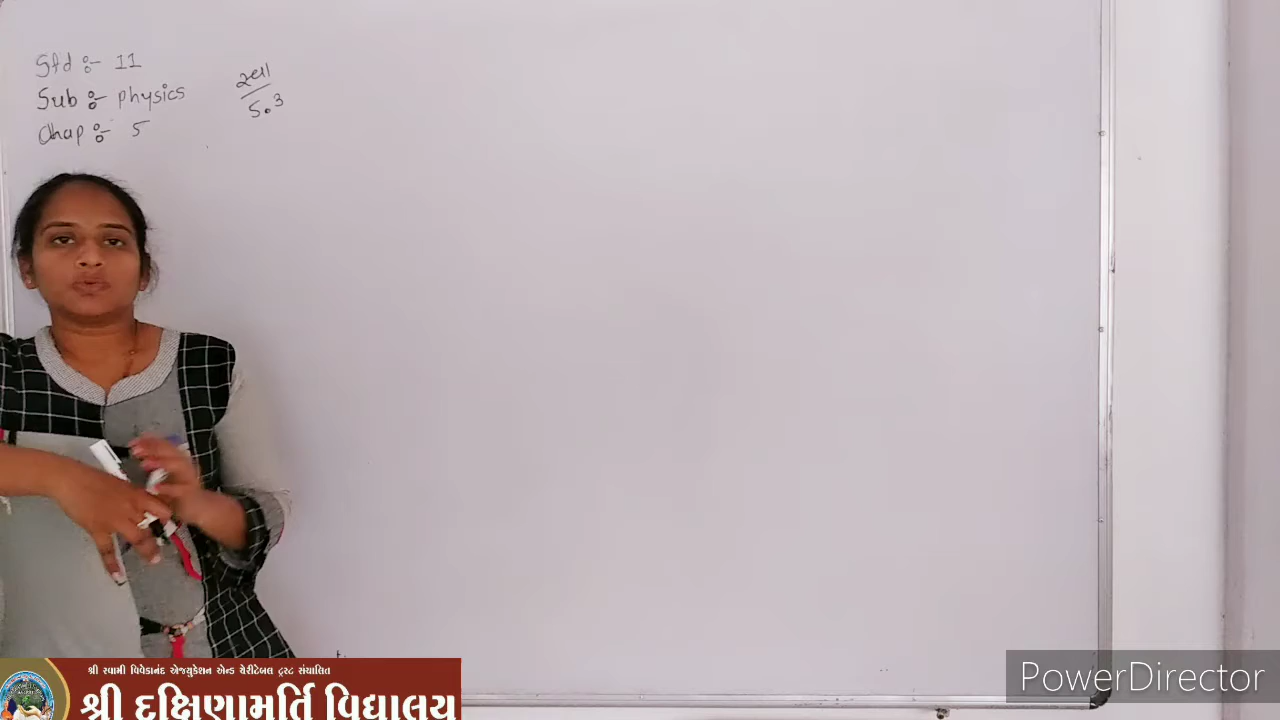 Std :- 11
Sub :- physics
Chap :- 5
5.3
શ્રી સ્વામી વિવેકાનંદ એજ્યુકેશન એન્ડ ચેરીટેબલ ટ્રસ્ટ સંચાલિત
શ્રી દક્ષિણામૂર્તિ વિદ્યાલય
PowerDirector